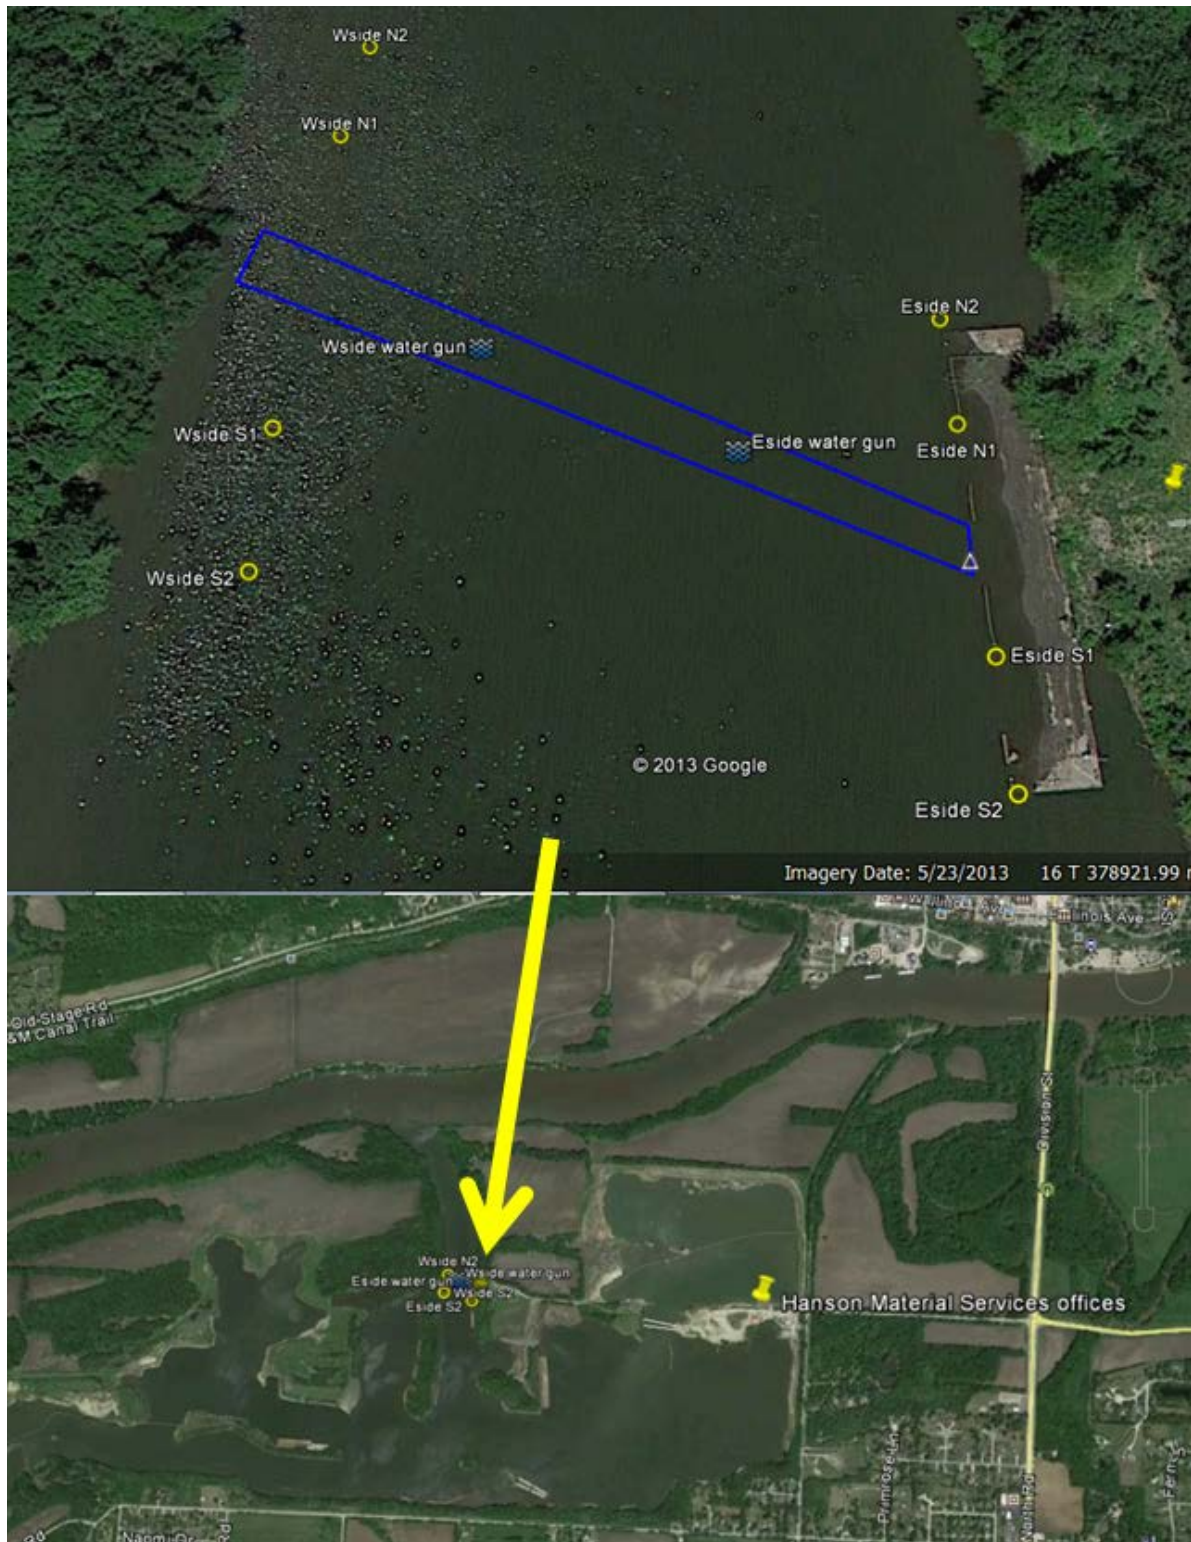 Wside N2
Wside N1
Eside N2
Wside water gun
Wside S1
Eside water gun
Eside N1
Wside S2
Eside S1
© 2013 Google
Eside S2
Imagery Date: 5/23/2013 16 T 378921.99
W Illinois Av
Illinois Ave
Old-Stage Rd
&M Canal Trail
Division St
Wside N2
Wside water gun
Eside water gun
Wside S2
Eside S2
Hanson Material Services offices
Primrose Ln
North Rd